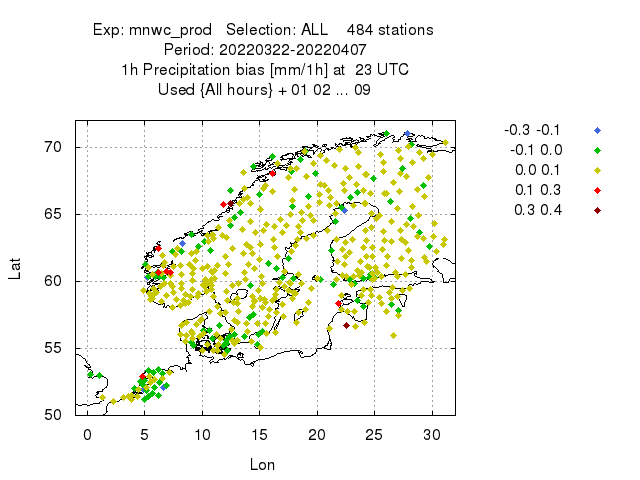 Exp: mnwc_prod   Selection: ALL    484 stations
Period: 20220322-20220407
1h Precipitation bias [mm/1h] at  23 UTC
Used {All hours} + 01 02 ... 09
-0.3 -0.1
-0.1 0.0
0.0 0.1
0.1 0.3
0.3 0.4
70
65
60
55
50
Lat
0 5 10 15 20 25 30
Lon